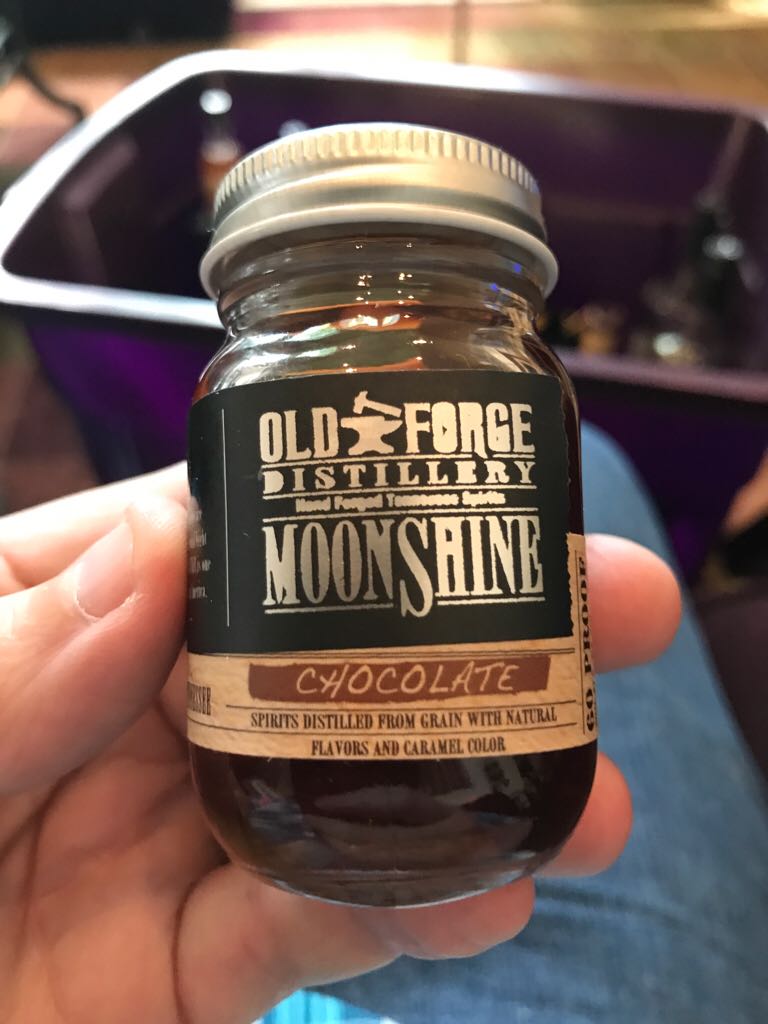 OLD FORGE
DISTILLERY
Hand Forged Tennessee Spirits
MOONSHINE
CHOCOLATE
SPIRITS DISTILLED FROM GRAIN WITH NATURAL
FLAVORS AND CARAMEL COLOR
60 PROOF